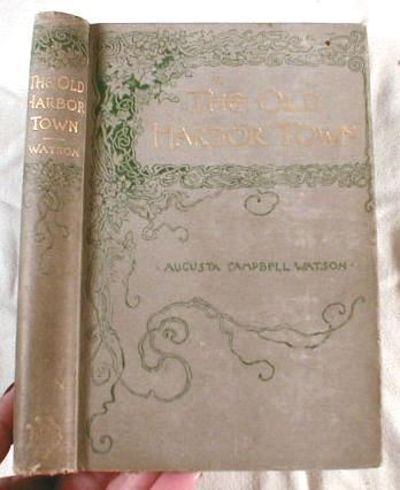 THE OLD
HARBOR
TOWN
WATSON
THE OLD
HARBOR TOWN
AUGUSTA CAMPBELL WATSON